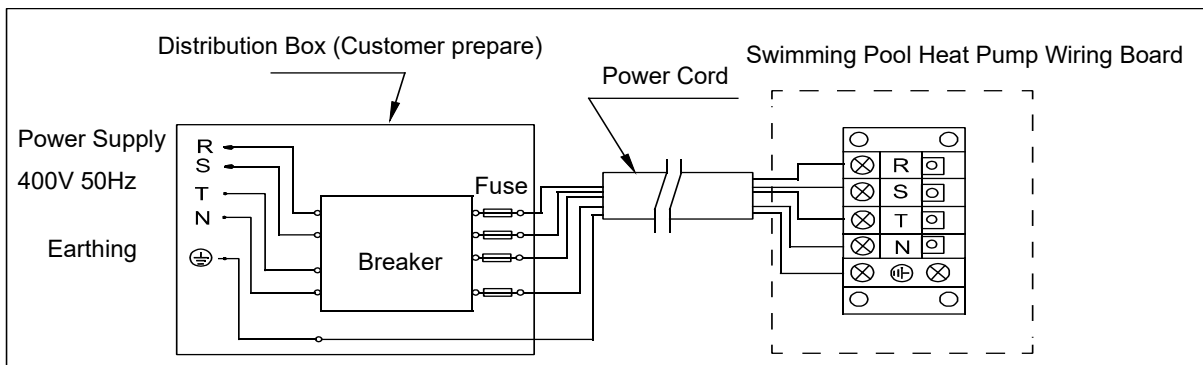 Distribution Box (Customer prepare)
Power Cord
Swimming Pool Heat Pump Wiring Board
Power Supply
400V 50Hz
Earthing
R
S
T
N
Breaker
Fuse
R
S
T
N